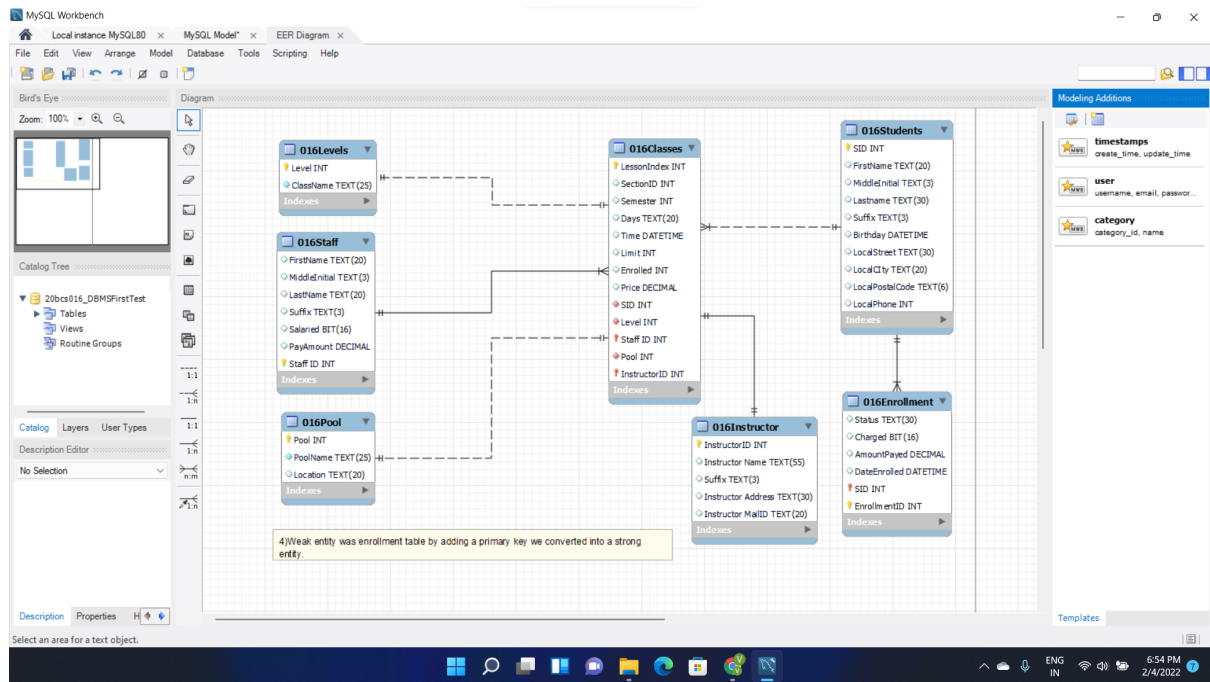 MySQL Workbench
Local instance MySQL80 × MySQL Model* × EER Diagram ×
File Edit View Arrange Model Database Tools Scripting Help
Bird's Eye
Zoom: 100%
Catalog Tree
20bcs016_DBMSFirstTest
Tables
Views
Routine Groups
Catalog Layers User Types
Description Editor
No Selection
Description Properties H
Select an area for a text object.
Diagram
1:1
1:n
1:1
1:n
n:m
1:n
016Levels
Level INT
ClassName TEXT(25)
Indexes
016Staff
FirstName TEXT(20)
MiddleInitial TEXT(3)
LastName TEXT(20)
Suffix TEXT(3)
Salaried BIT(16)
PayAmount DECIMAL
Staff ID INT
Indexes
016Pool
Pool INT
PoolName TEXT(25)
Location TEXT(20)
Indexes
4)Weak entity was enrollment table by adding a primary key we converted into a strong
entity.
016Classes
LessonIndex INT
SectionID INT
Semester INT
Days TEXT(20)
Time DATETIME
Limit INT
Enrolled INT
Price DECIMAL
SID INT
Level INT
Staff ID INT
Pool INT
InstructorID INT
Indexes
016Instructor
InstructorID INT
Instructor Name TEXT(55)
Suffix TEXT(3)
Instructor Address TEXT(30)
Instructor MailID TEXT(20)
Indexes
016Students
SID INT
FirstName TEXT(20)
MiddleInitial TEXT(3)
Lastname TEXT(30)
Suffix TEXT(3)
Birthday DATETIME
LocalStreet TEXT(30)
LocalCIty TEXT(20)
LocalPostalCode TEXT(6)
LocalPhone INT
Indexes
016Enrollment
Status TEXT(30)
Charged BIT(16)
AmountPayed DECIMAL
DateEnrolled DATETIME
SID INT
EnrollmentID INT
Indexes
Modeling Additions
timestamps
create_time, update_time
user
username, email, passwor...
category
category_id, name
Templates
ENG
IN
6:54 PM
2/4/2022
7